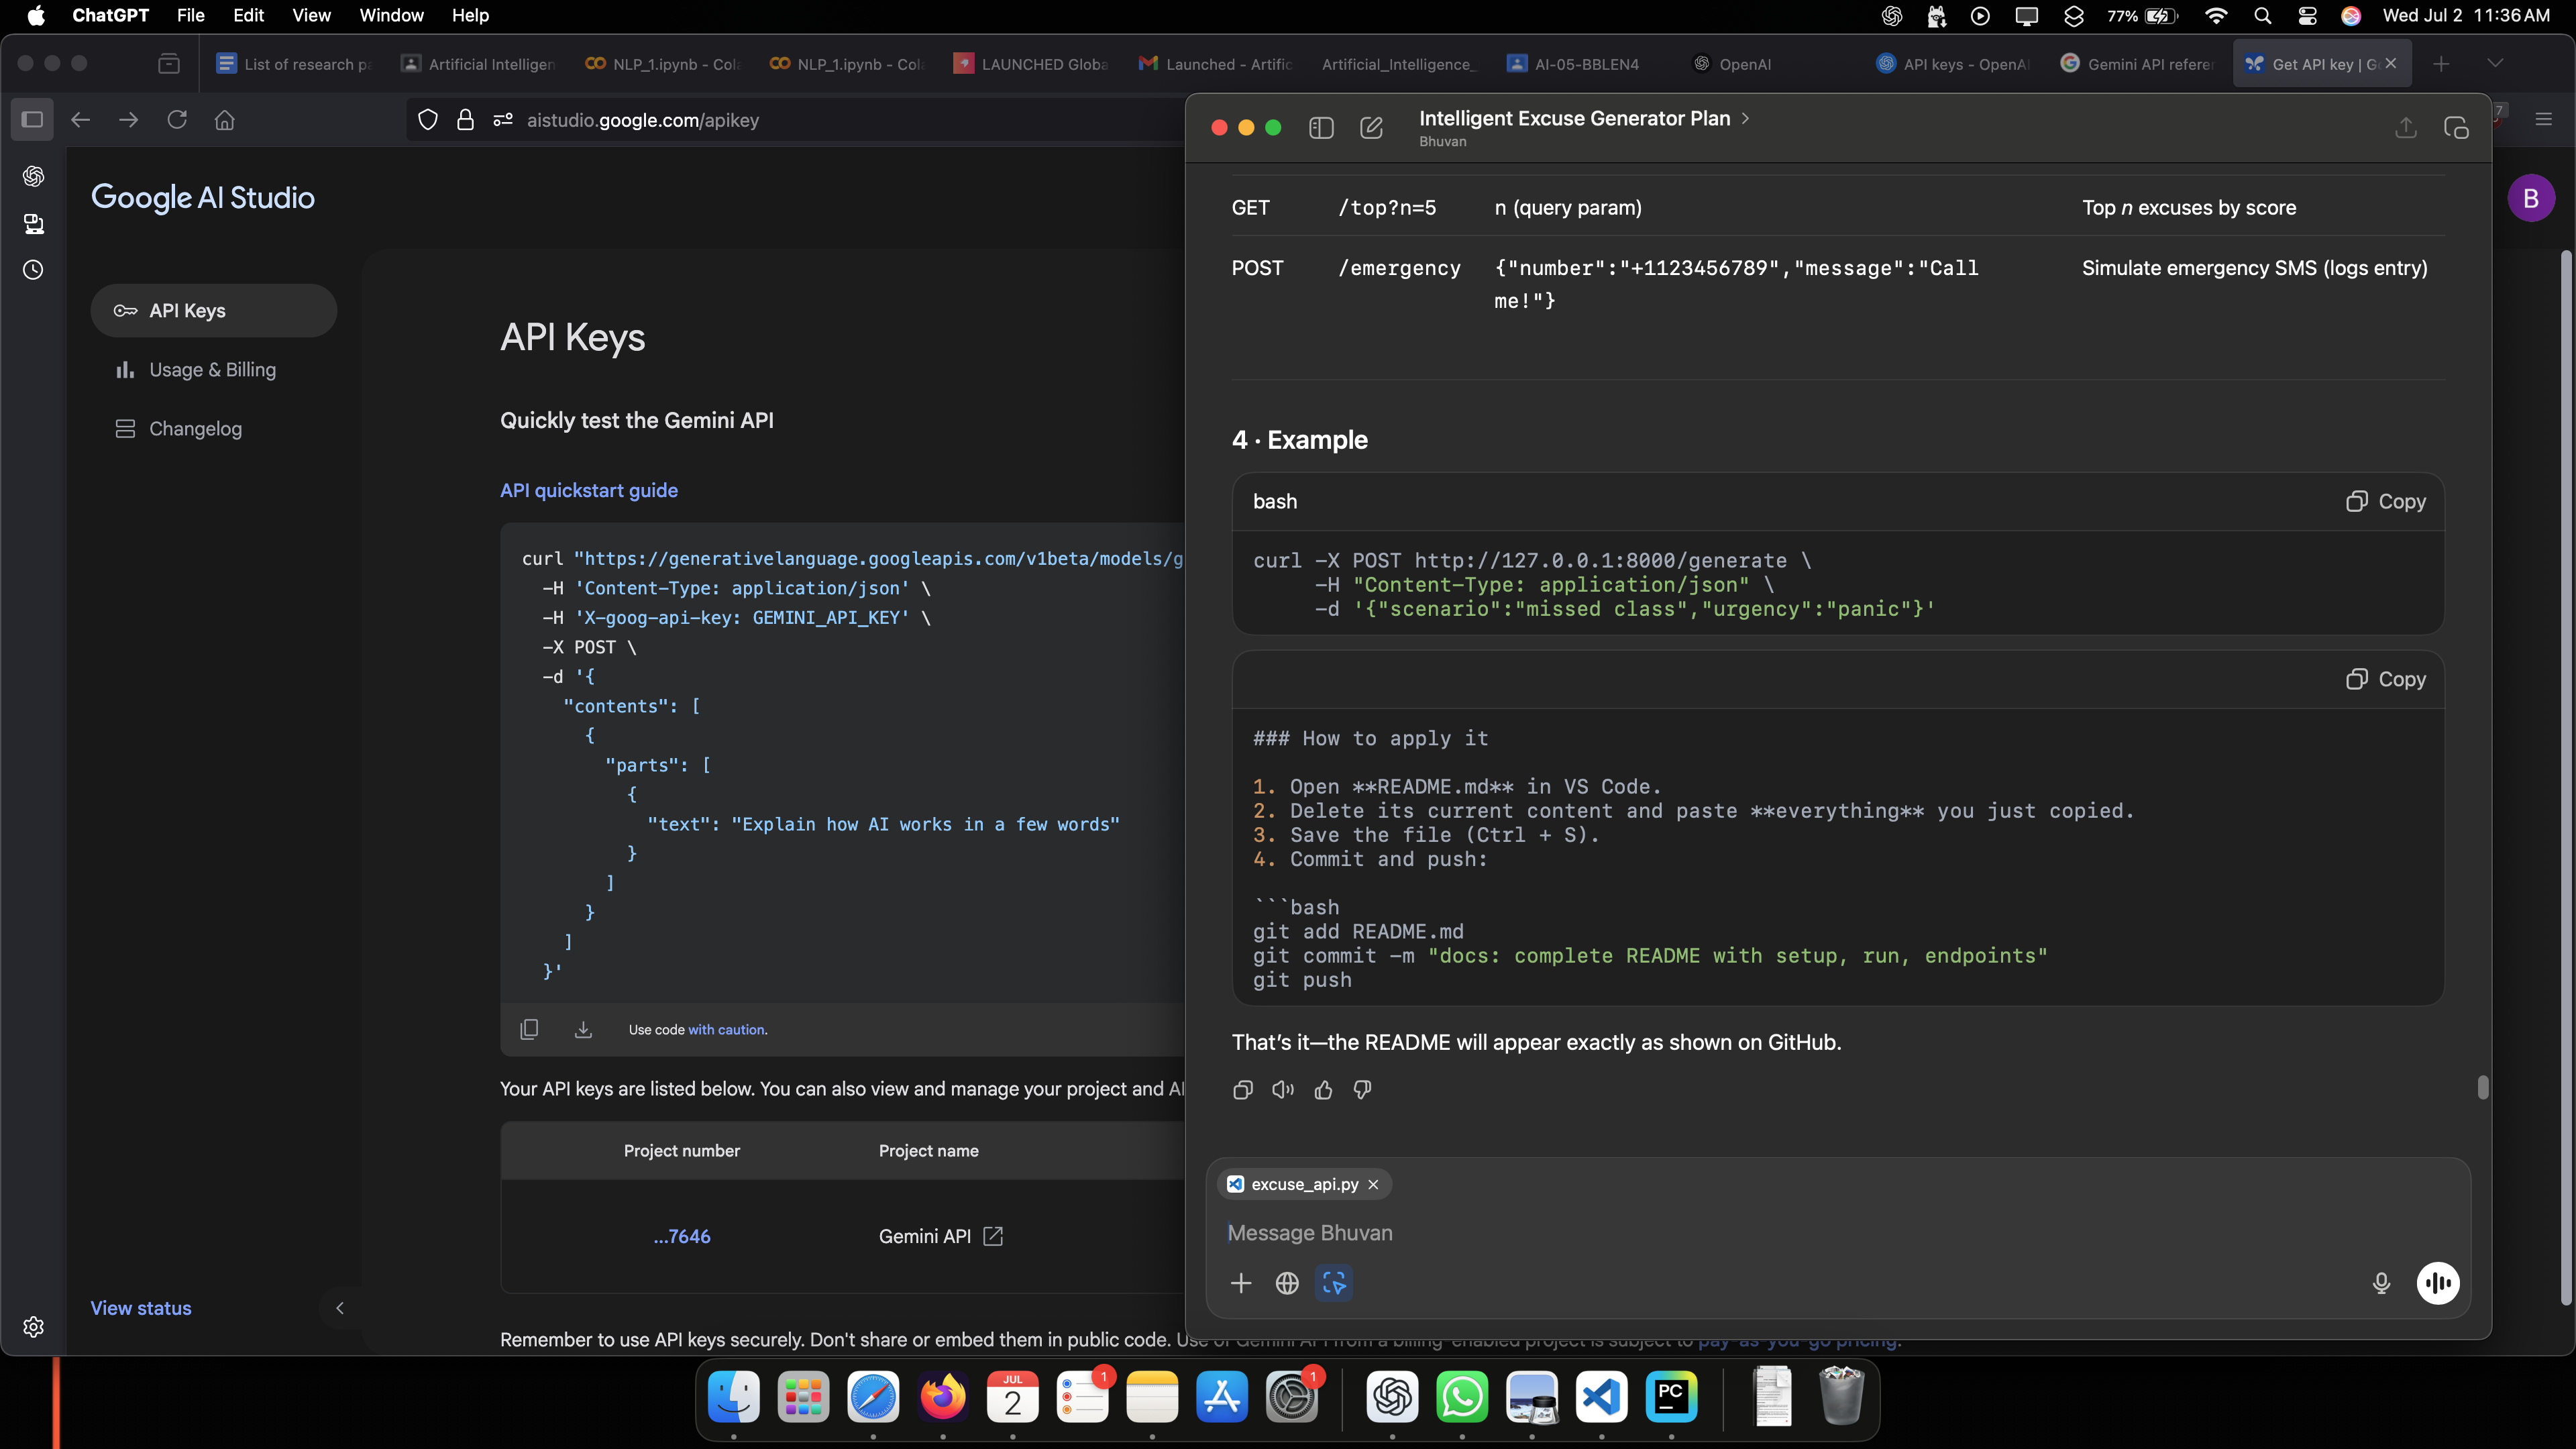 ChatGPT File Edit View Window Help
77% Wed Jul 2 11:36 AM
List of research pa
Artificial Intelligen
NLP_1.ipynb - Cola
NLP_1.ipynb - Cola
LAUNCHED Globa
Launched - Artific
Artificial_Intelligence_
AI-05-BBLEN4
OpenAI
API keys - OpenAI
Gemini API referen
Get API key | G
aistudio.google.com/apikey
7
Google AI Studio
B
API Keys
Usage & Billing
Changelog
View status
API Keys
Quickly test the Gemini API
API quickstart guide
curl "https://generativelanguage.googleapis.com/v1beta/models/g
-H 'Content-Type: application/json' \
-H 'X-goog-api-key: GEMINI_API_KEY' \
-X POST \
-d '{
"contents": [
{
"parts": [
{
"text": "Explain how AI works in a few words"
}
]
}
]
}'
Use code with caution.
Your API keys are listed below. You can also view and manage your project and AP
Project number Project name
...7646 Gemini API
Remember to use API keys securely. Don't share or embed them in public code. Use of Gemini API from a billing-enabled project is subject to pay-as-you-go pricing.
Intelligent Excuse Generator Plan
Bhuvan
GET /top?n=5 n (query param) Top n excuses by score
POST /emergency {"number":"+1123456789","message":"Call Simulate emergency SMS (logs entry)
me!"}
4 · Example
bash Copy
curl -X POST http://127.0.0.1:8000/generate \
-H "Content-Type: application/json" \
-d '{"scenario":"missed class","urgency":"panic"}'
Copy
### How to apply it
1. Open **README.md** in VS Code.
2. Delete its current content and paste **everything** you just copied.
3. Save the file (Ctrl + S).
4. Commit and push:
```bash
git add README.md
git commit -m "docs: complete README with setup, run, endpoints"
git push
That's it—the README will appear exactly as shown on GitHub.
excuse_api.py
Message Bhuvan
JUL
2
1
1
PC